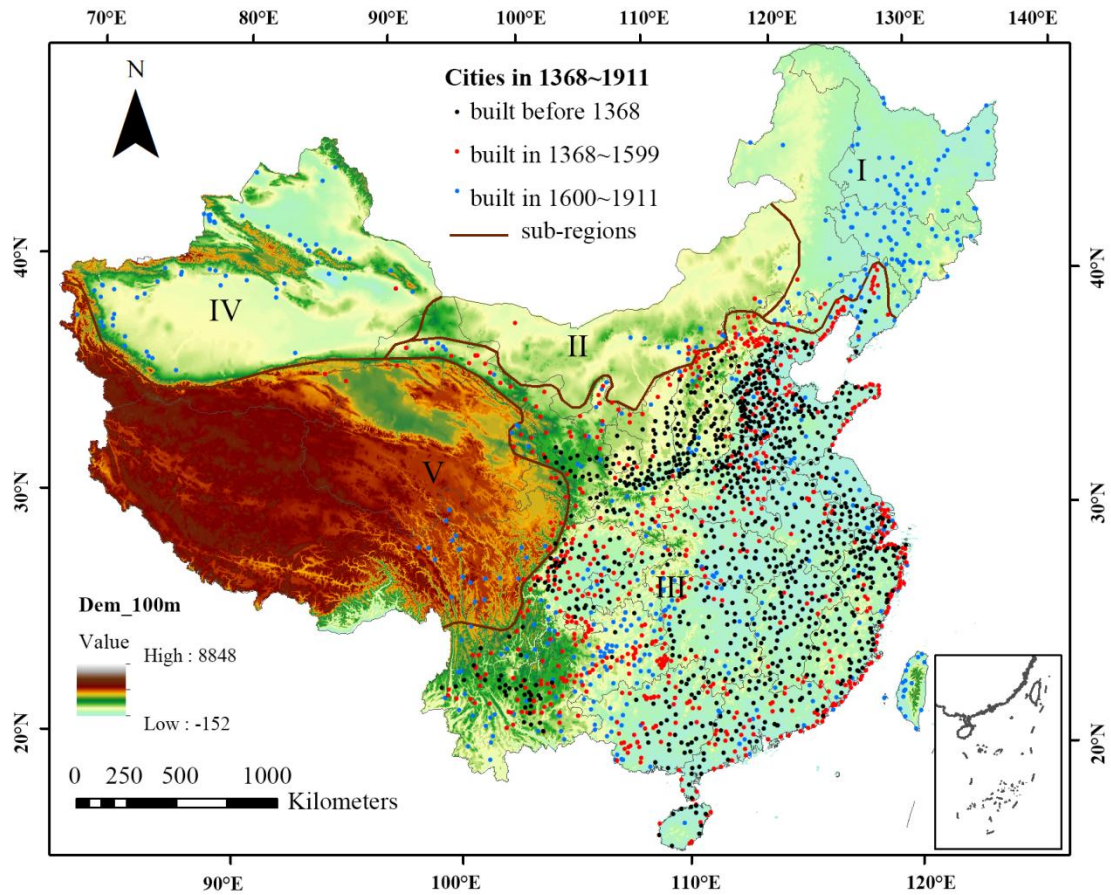 70°E 80°E 90°E 100°E 110°E 120°E 130°E 140°E
N
Cities in 1368~1911
built before 1368
built in 1368~1599
built in 1600~1911
sub-regions
I
40°N 40°N
IV
II
30°N 30°N
V
III
Dem_100m
Value
High : 8848
Low : -152
20°N 20°N
0 250 500 1000
Kilometers
90°E 100°E 110°E 120°E